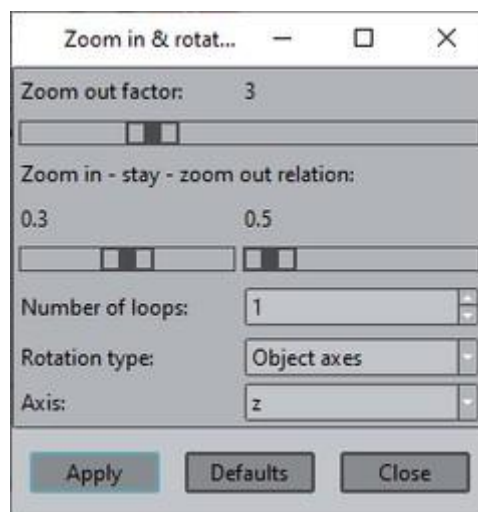 Zoom in & rotat...
Zoom out factor: 3
Zoom in - stay - zoom out relation:
0.3 0.5
Number of loops: 1
Rotation type: Object axes
Axis: z
Apply Defaults Close